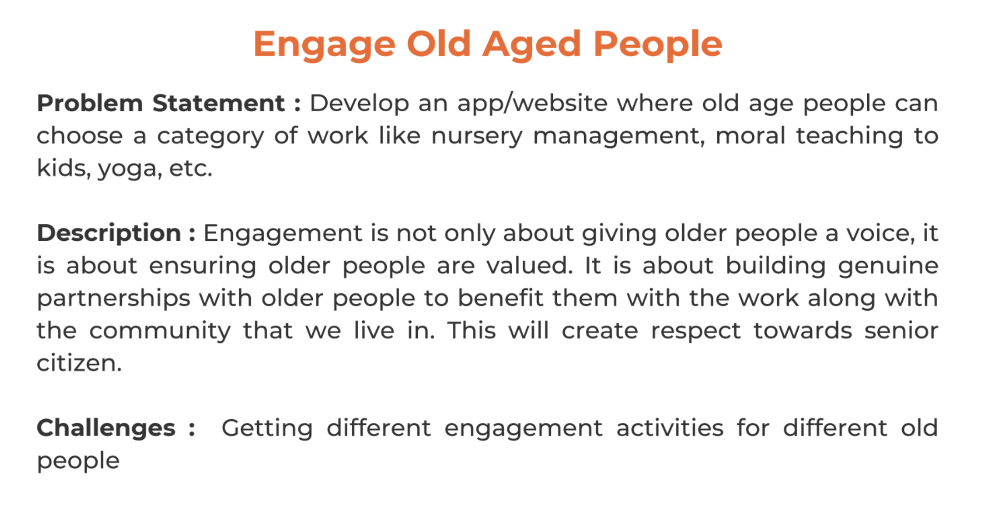 Engage Old Aged People
Problem Statement : Develop an app/website where old age people can
choose a category of work like nursery management, moral teaching to
kids, yoga, etc.
Description : Engagement is not only about giving older people a voice, it
is about ensuring older people are valued. It is about building genuine
partnerships with older people to benefit them with the work along with
the community that we live in. This will create respect towards senior
citizen.
Challenges : Getting different engagement activities for different old
people